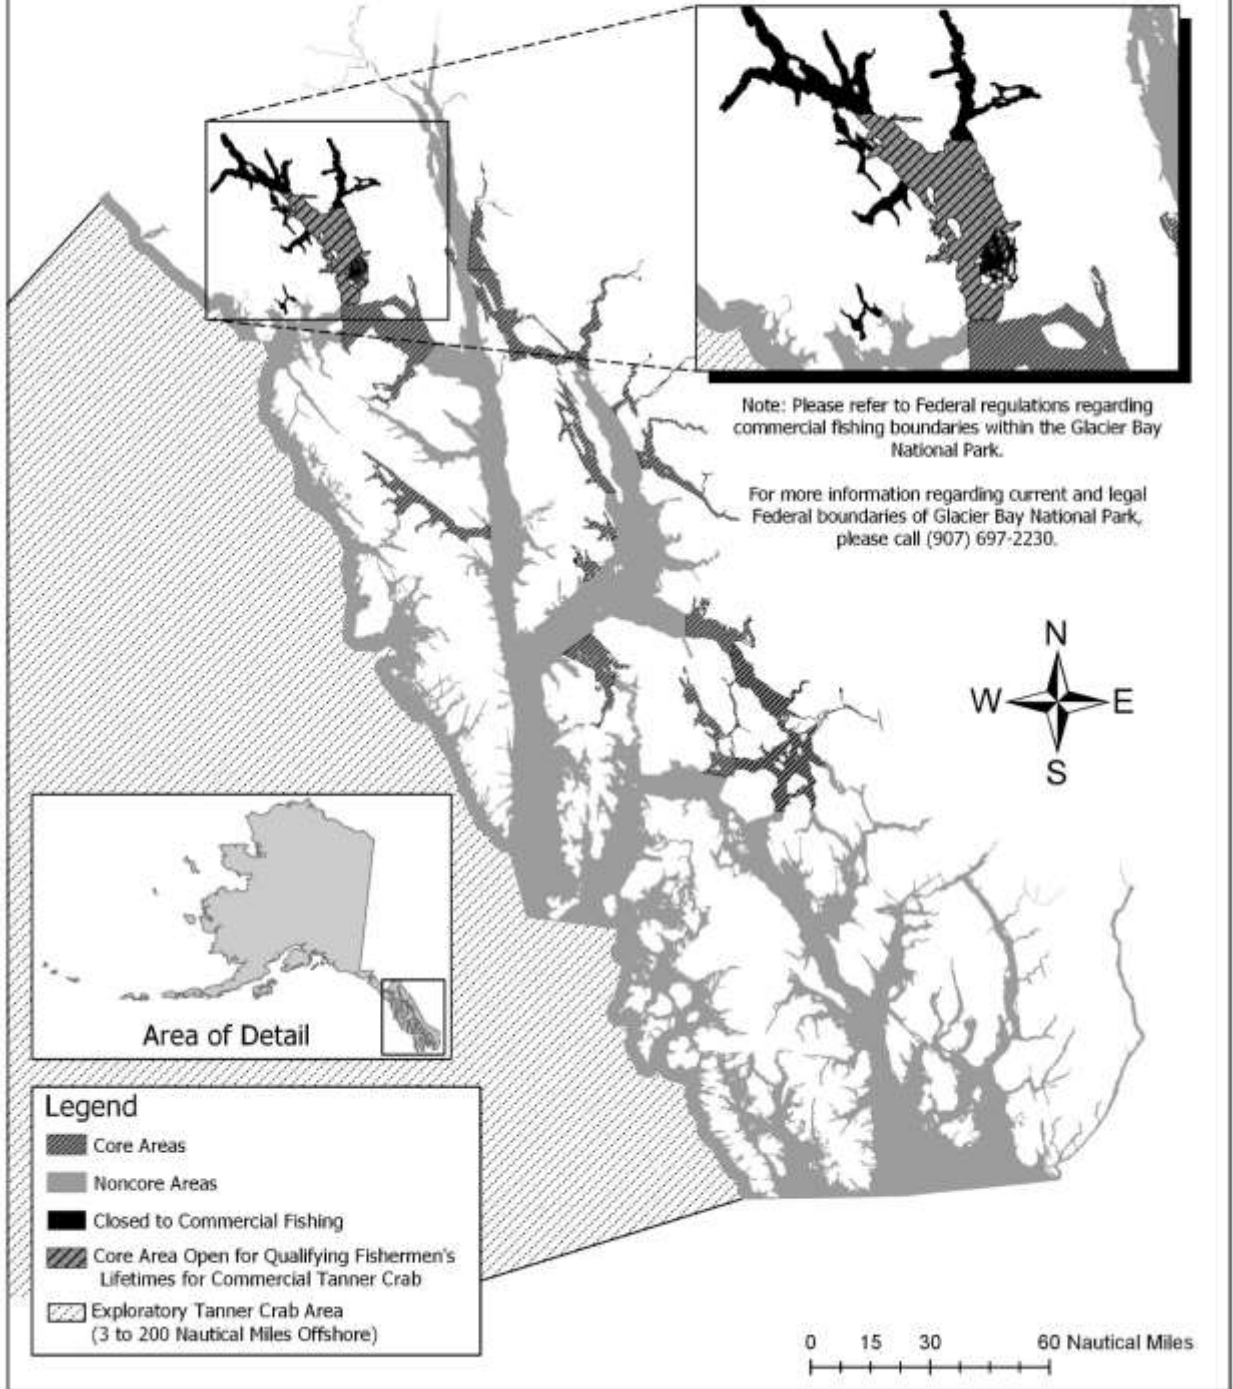 Note: Please refer to Federal regulations regarding
commercial fishing boundaries within the Glacier Bay
National Park.
For more information regarding current and legal
Federal boundaries of Glacier Bay National Park,
please call (907) 697-2230.
N
W
E
S
Area of Detail
Legend
Core Areas
Noncore Areas
Closed to Commercial Fishing
Core Area Open for Qualifying Fishermen's
Lifetimes for Commercial Tanner Crab
Exploratory Tanner Crab Area
(3 to 200 Nautical Miles Offshore)
0 15 30 60 Nautical Miles